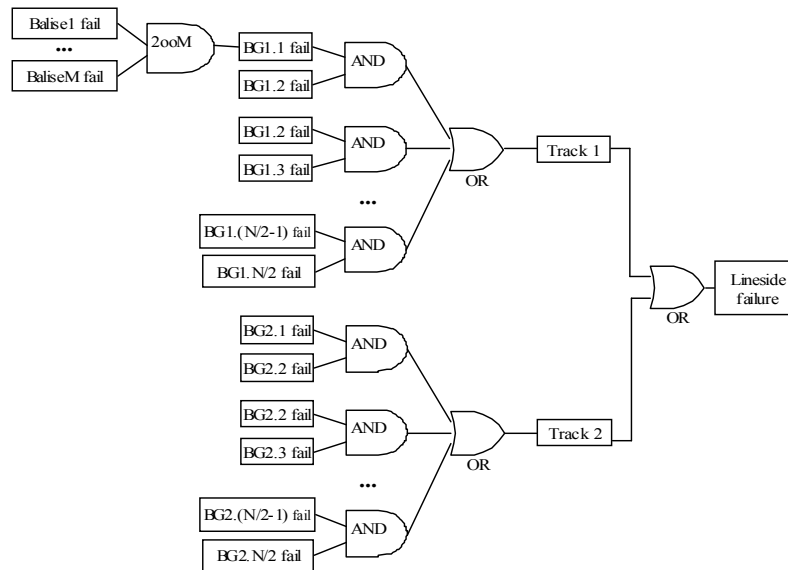 Balise1 fail
...
BaliseM fail
2ooM
BG1.1 fail
BG1.2 fail
AND
BG1.2 fail
BG1.3 fail
AND
...
BG1.(N/2-1) fail
BG1.N/2 fail
AND
OR
Track 1
BG2.1 fail
BG2.2 fail
AND
BG2.2 fail
BG2.3 fail
AND
...
BG2.(N/2-1) fail
BG2.N/2 fail
AND
OR
Track 2
OR
Lineside
failure